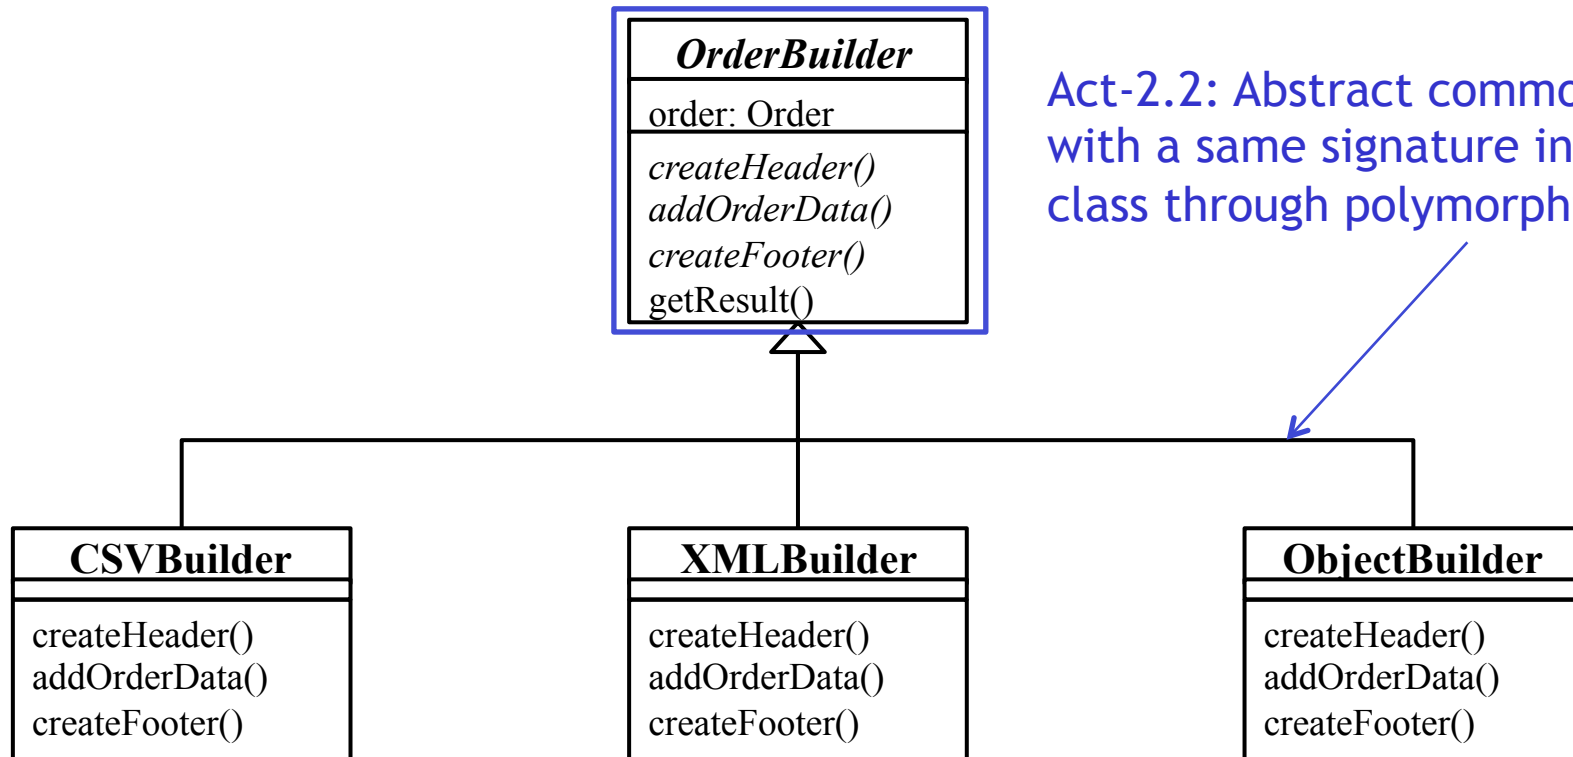 OrderBuilder
order: Order
createHeader()
addOrderData()
createFooter()
getResult()
Act-2.2: Abstract commo
with a same signature in
class through polymorph
CSVBuilder
createHeader()
addOrderData()
createFooter()
XMLBuilder
createHeader()
addOrderData()
createFooter()
ObjectBuilder
createHeader()
addOrderData()
createFooter()